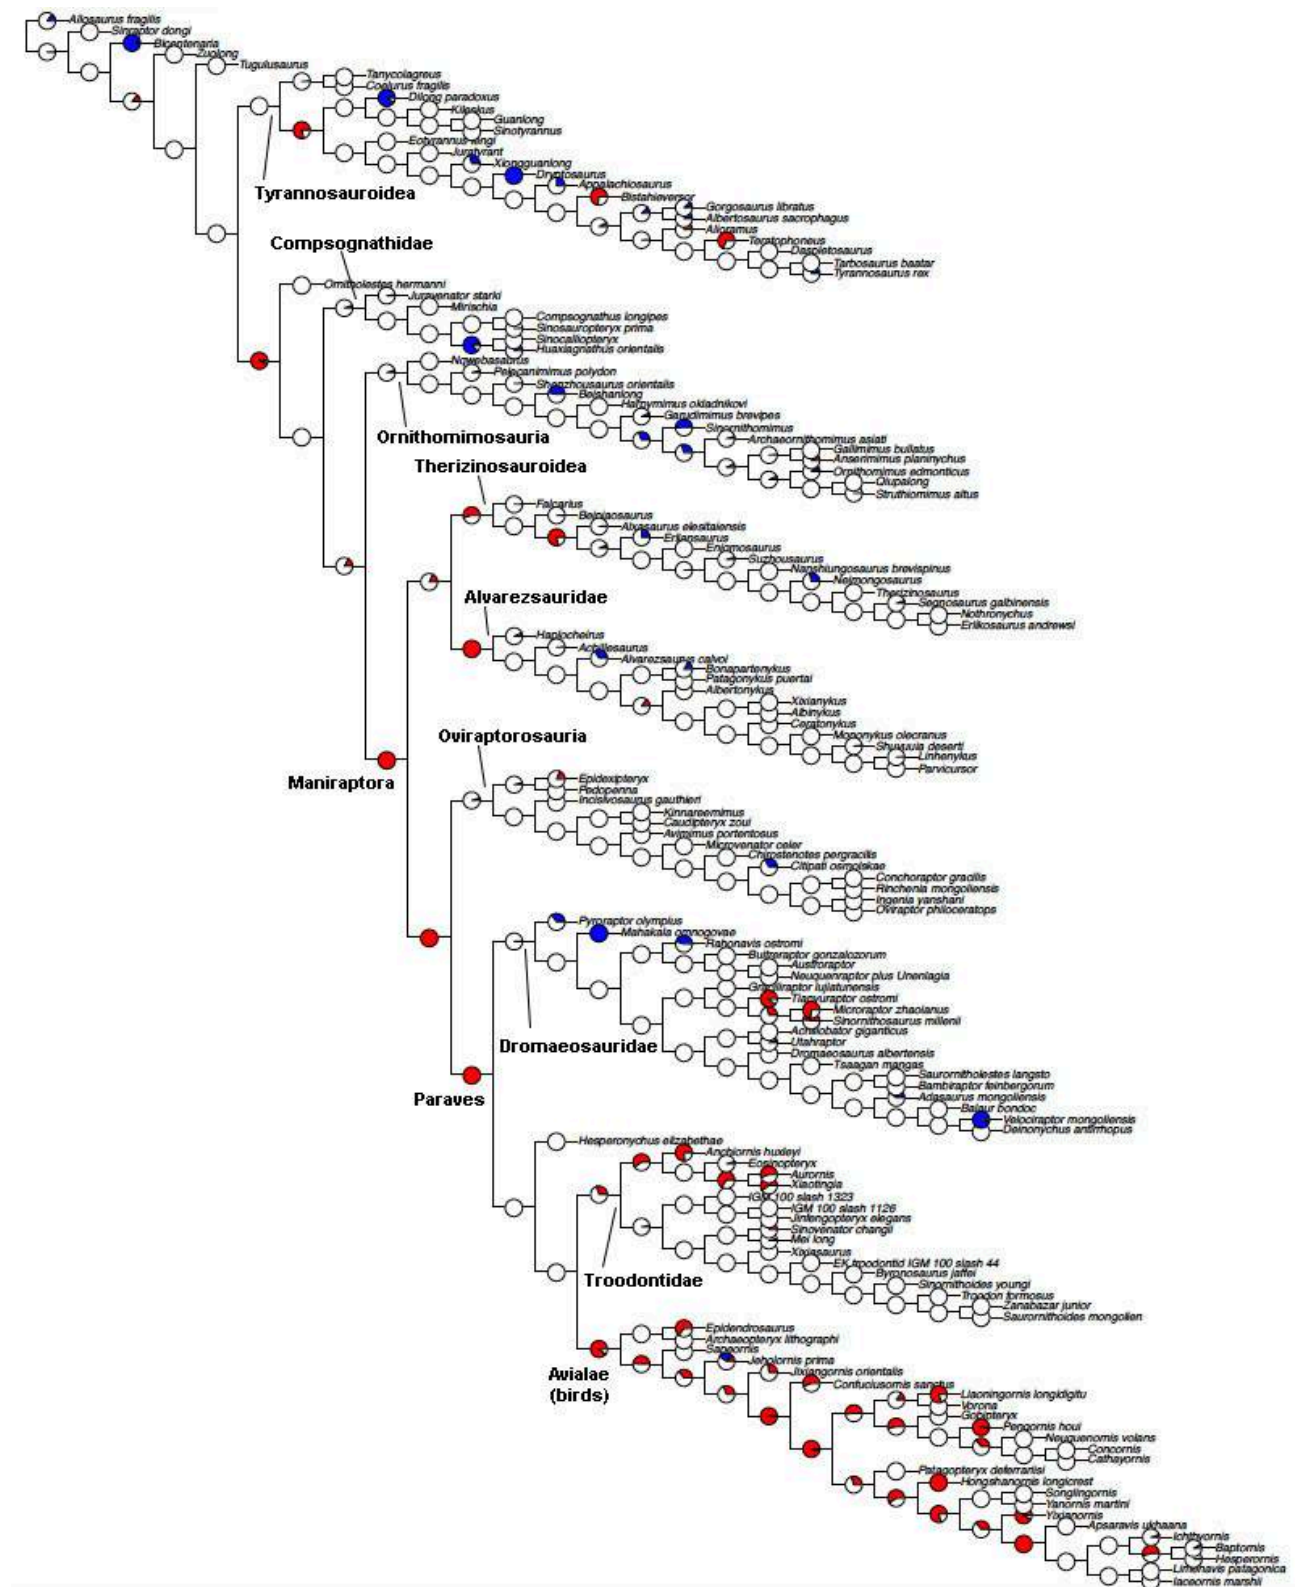 Allosaurus fragilis
Sinraptor dongi
Bicentenaria
Zuolong
Tugulusaurus
Tanycolagreus
Coelurus fragilis
Dilong paradoxus
Kileskus
Guanlong
Sinotyrannus
Eotyrannus lengi
Juratyrant
Xiongguanlong
Dryptosaurus
Appalachiosaurus
Bistahieversor
Tyrannosauroidea
Gorgosaurus libratus
Albertosaurus sacrophagus
Alioramus
Teratophoneus
Daspletosaurus
Tarbosaurus baatar
Tyrannosaurus rex
Compsognathidae
Ornitholestes hermanni
Juravenator starki
Mirischia
Compsognathus longipes
Sinosauropteryx prima
Sinocalliopteryx
Huaxiagnathus orientalis
Nqwebasaurus
Pelecanimimus polydon
Shenzhousaurus orientalis
Beishanlong
Harpymimus okladnikovi
Garudimimus brevipes
Sinornithomimus
Ornithomimosauria
Archaeornithomimus asiati
Gallimimus bullatus
Anserimimus planinychus
Ornithomimus edmonticus
Qiupalong
Struthiomimus altus
Therizinosauroidea
Falcarius
Beipiaosaurus
Alxasaurus elesitaiensis
Erliansaurus
Enigmosaurus
Suzhousaurus
Nanshiungosaurus brevispinus
Neimongosaurus
Therizinosaurus
Segnosaurus galbinensis
Nothronychus
Erlikosaurus andrewsi
Alvarezsauridae
Haplocheirus
Achillesaurus
Alvarezsaurus calvoi
Bonapartenykus
Patagonykus puertai
Albertonykus
Xixianykus
Albinykus
Ceratonykus
Mononykus olecranus
Shuvuuia deserti
Linhenykus
Parvicursor
Oviraptorosauria
Maniraptora
Epidexipteryx
Pedopenna
Incisivosaurus gauthieri
Kinnareemimus
Caudipteryx zoui
Avimimus portentosus
Microvenator celer
Chirostenotes pergracilis
Citipati osmolskae
Conchoraptor gracilis
Rinchenia mongoliensis
Ingenia yanshani
Oviraptor philoceratops
Pyroraptor olympius
Mahakala omnogovae
Rahonavis ostromi
Buitreraptor gonzalozorum
Austroraptor
Neuquenraptor plus Unenlagia
Graciliraptor lujiatunensis
Tianyuraptor ostromi
Microraptor zhaoianus
Sinornithosaurus millenii
Achillobator giganticus
Utahraptor
Dromaeosauridae
Dromaeosaurus albertensis
Tsaagan mangas
Saurornitholestes langsto
Bambiraptor feinbergorum
Adasaurus mongoliensis
Balaur bondoc
Velociraptor mongoliensis
Deinonychus antirrhopus
Paraves
Hesperonychus elizabethae
Anchiornis huxleyi
Eosinopteryx
Aurornis
Xiaotingia
IGM 100 slash 1323
IGM 100 slash 1126
Jinfengopteryx elegans
Sinovenator changii
Mei long
Xixiasaurus
EK troodontid IGM 100 slash 44
Byronosaurus jaffei
Sinornithoides youngi
Troodon formosus
Zanabazar junior
Saurornithoides mongolien
Troodontidae
Epidendrosaurus
Archaeopteryx lithographi
Sapeornis
Jeholornis prima
Jixiangornis orientalis
Confuciusornis sanctus
Avialae
(birds)
Liaoningornis longidigitu
Vorona
Gobipteryx
Pengornis houi
Neuquenornis volans
Concornis
Cathayornis
Patagopteryx deferrariisi
Hongshanornis longicrest
Songlingornis
Yanornis martini
Yixianornis
Apsaravis ukhaana
Ichthyornis
Baptornis
Hesperornis
Limenavis patagonica
Iaceornis marshii